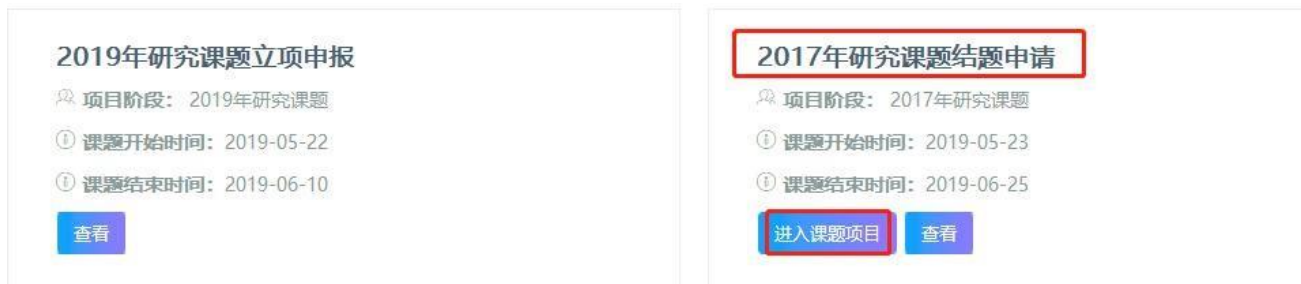 2019年研究课题立项申报
项目阶段： 2019年研究课题
课题开始时间：2019-05-22
课题结束时间：2019-06-10
查看
2017年研究课题结题申请
项目阶段： 2017年研究课题
课题开始时间：2019-05-23
课题结束时间：2019-06-25
进入课题项目 查看